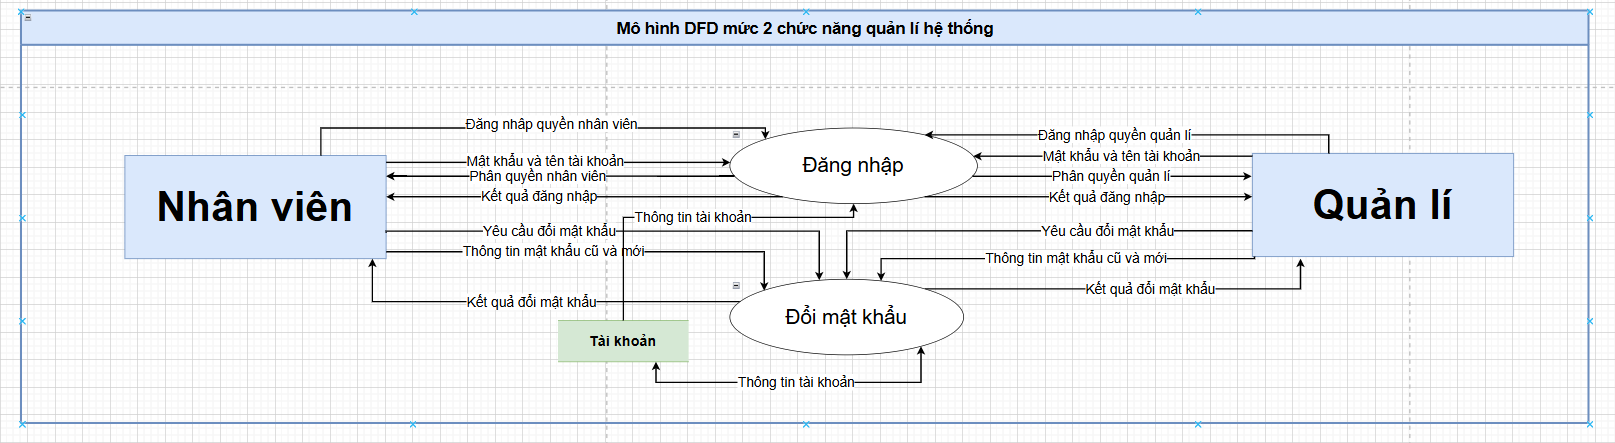 Mô hình DFD mức 2 chức năng quản lí hệ thống
Đăng nhập quyền nhân viên
Đăng nhập quyền quản lí
Mật khẩu và tên tài khoản
Đăng nhập
Mật khẩu và tên tài khoản
Phân quyền nhân viên
Phân quyền quản lí
Nhân viên
Quản lí
Kết quả đăng nhập
Kết quả đăng nhập
Thông tin tài khoản
Yêu cầu đổi mật khẩu
Yêu cầu đổi mật khẩu
Thông tin mật khẩu cũ và mới
Thông tin mật khẩu cũ và mới
Kết quả đổi mật khẩu
Kết quả đổi mật khẩu
Đổi mật khẩu
Tài khoản
Thông tin tài khoản